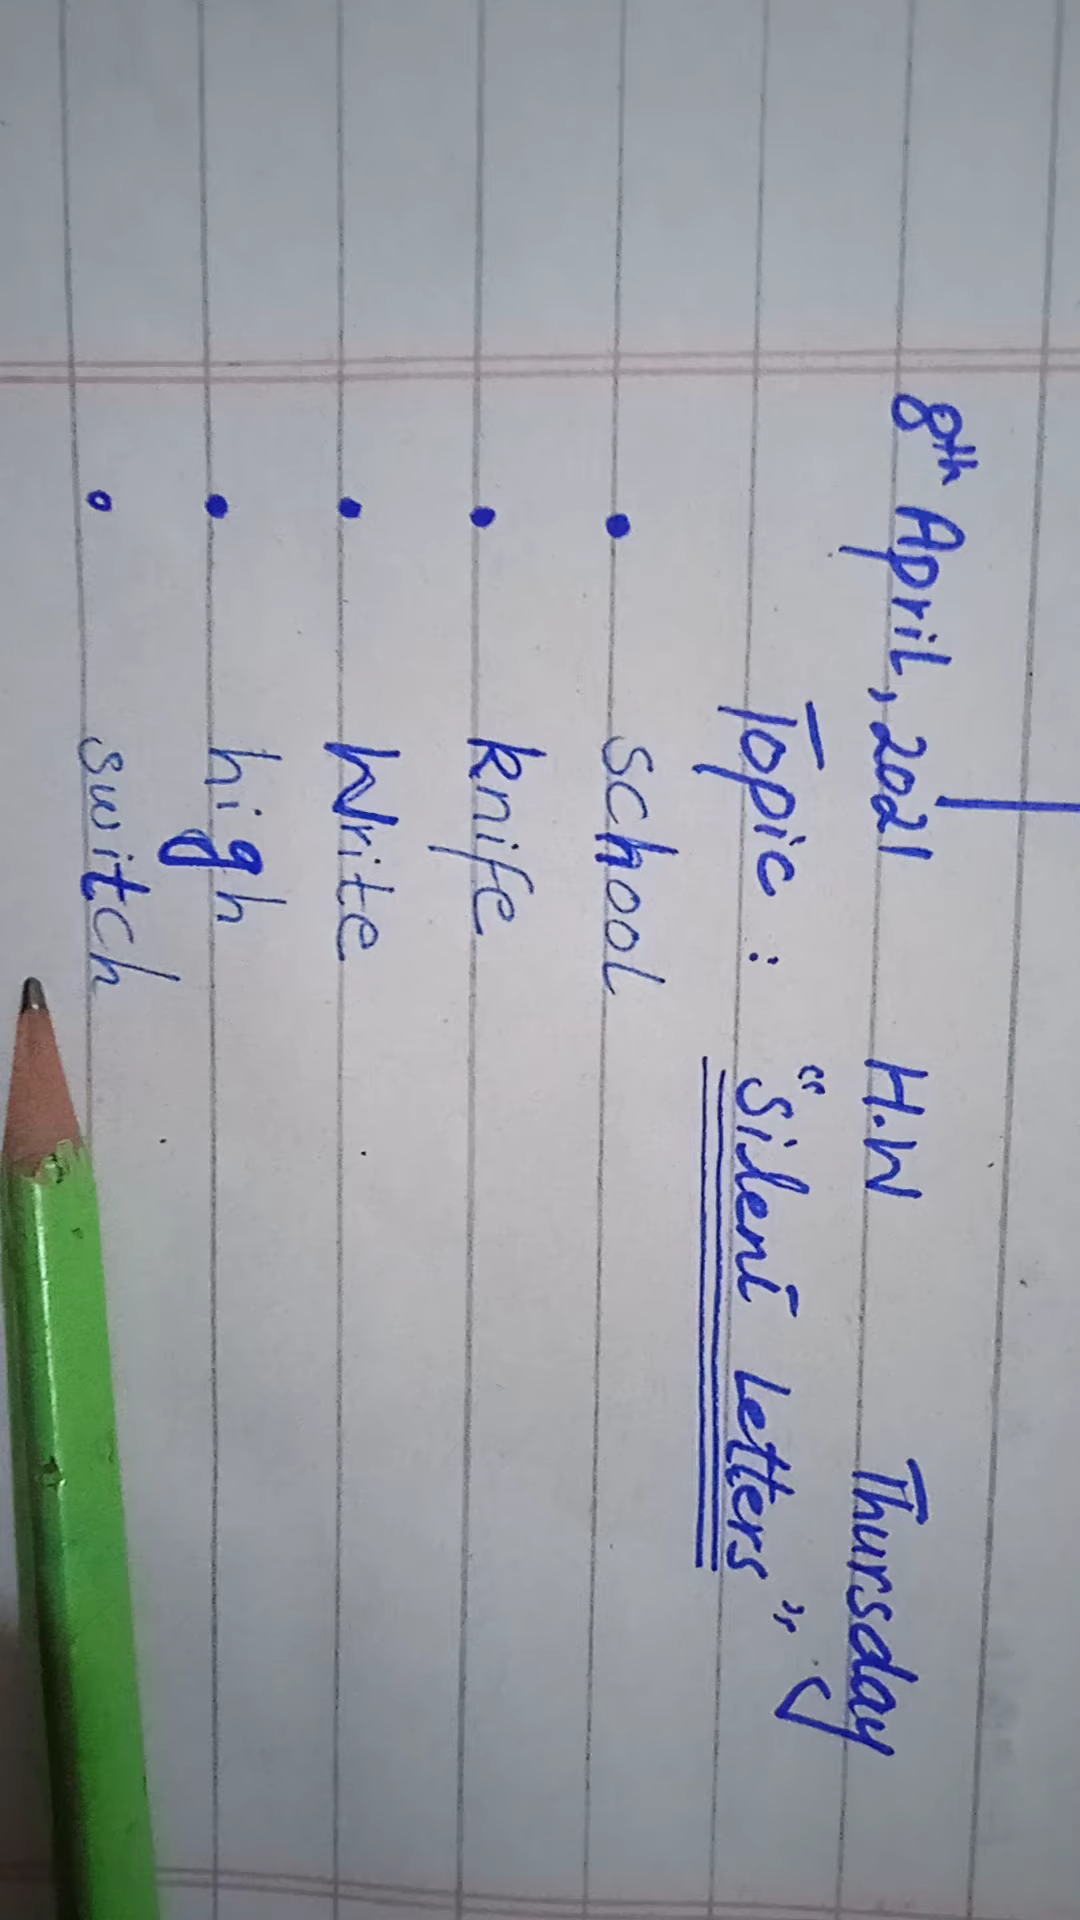 8th April, 2021 H.W Thursday
Topic : "Silent Letters"
• school
• knife
• Write
• high
• switch